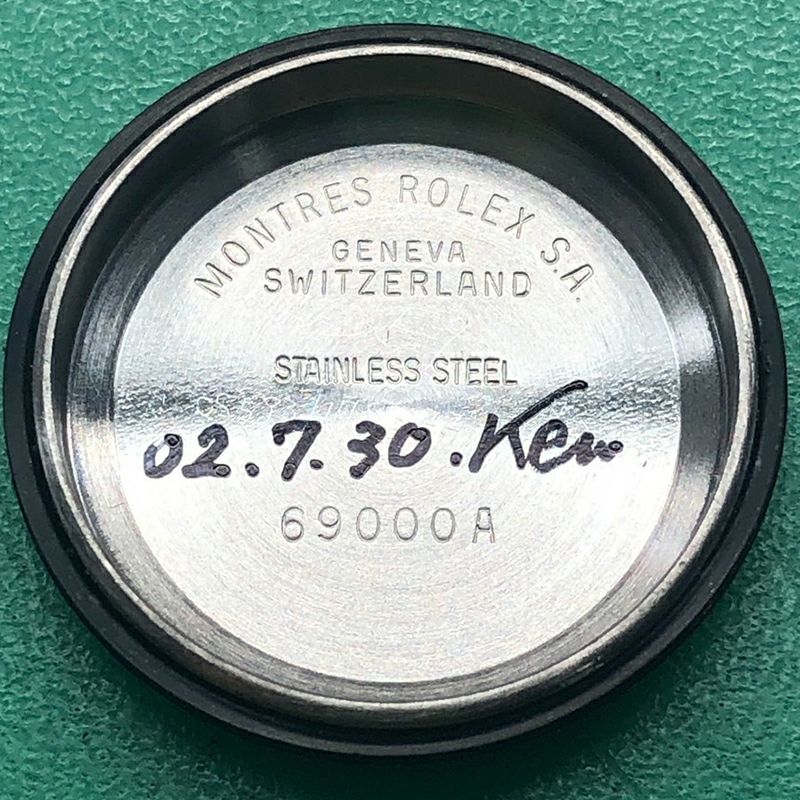 MONTRES ROLEX S.A.
GENEVA
SWITZERLAND
STAINLESS STEEL
02.7.30.Ken
69000A